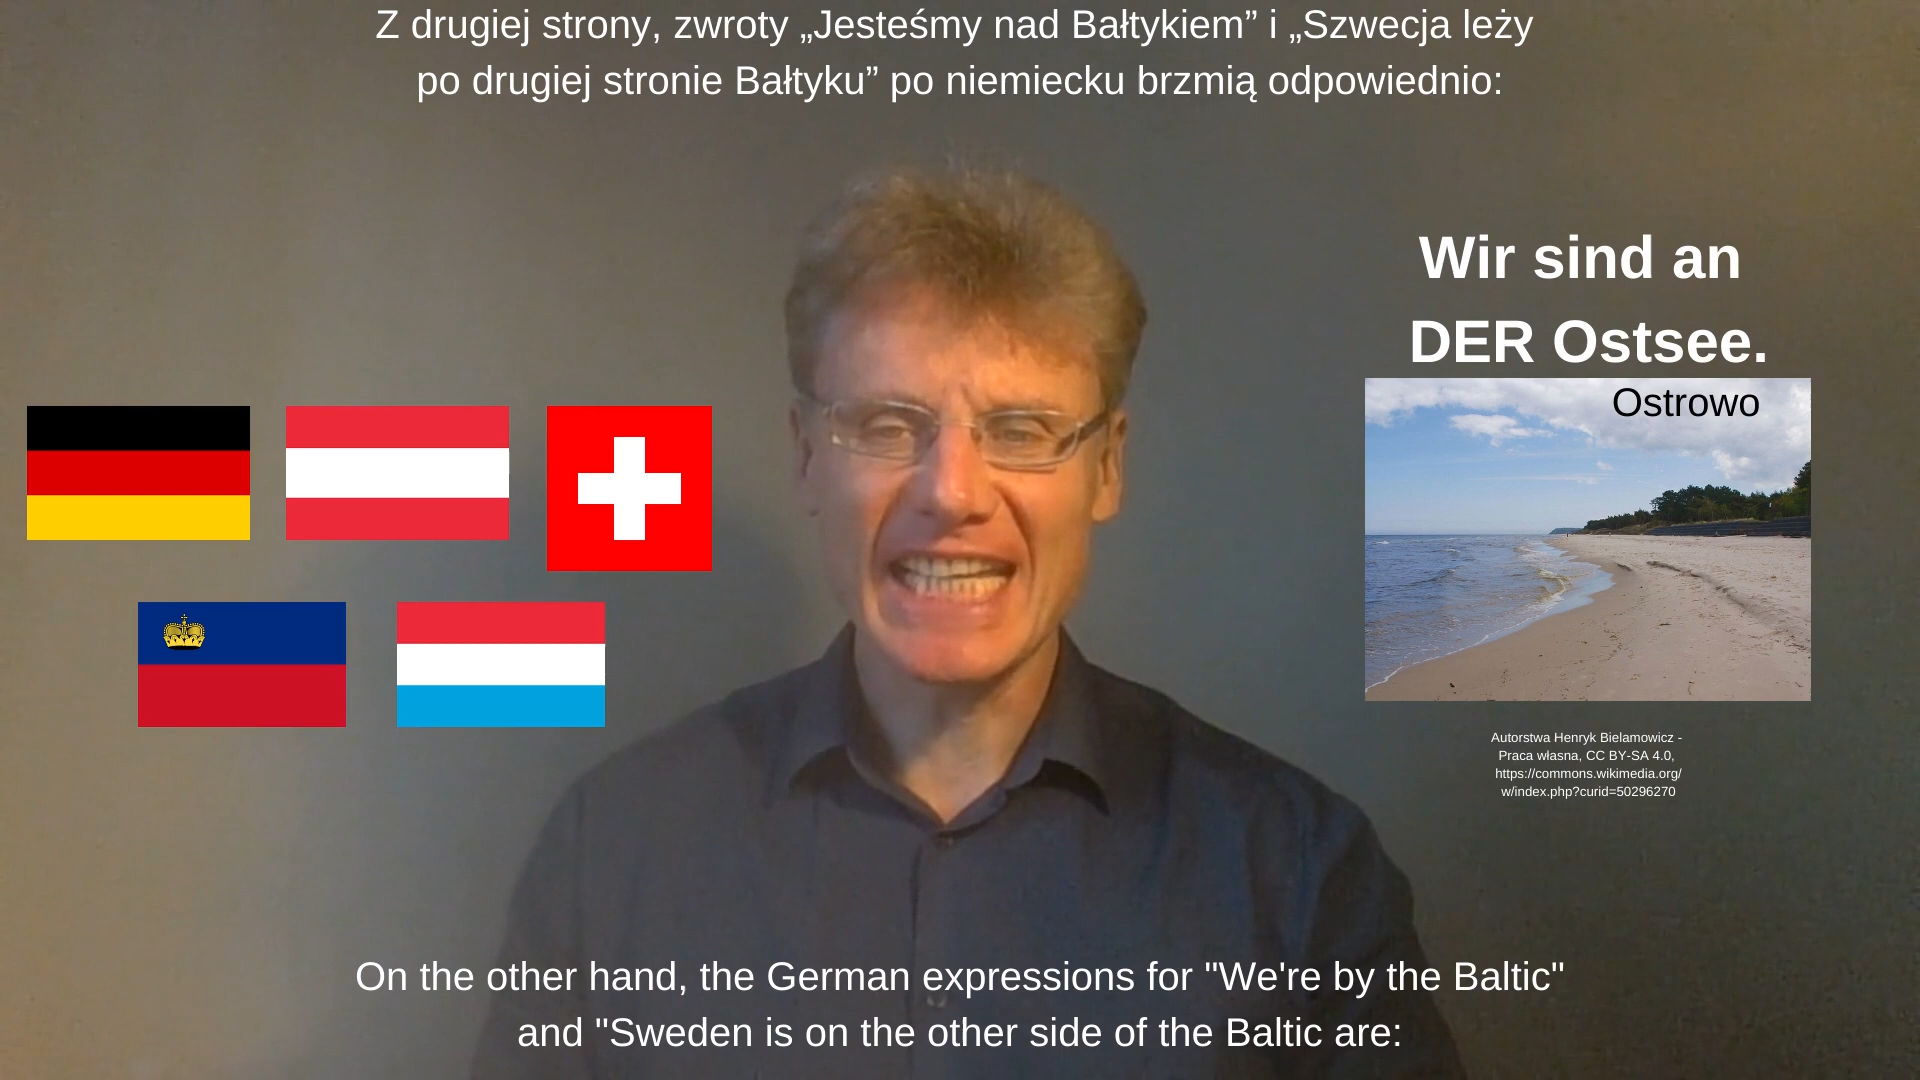 Z drugiej strony, zwroty „Jesteśmy nad Bałtykiem” i „Szwecja leży
po drugiej stronie Bałtyku” po niemiecku brzmią odpowiednio:
Wir sind an
DER Ostsee.
Ostrowo
Autorstwa Henryk Bielamowicz -
Praca własna, CC BY-SA 4.0,
https://commons.wikimedia.org/
w/index.php?curid=50296270
On the other hand, the German expressions for "We're by the Baltic"
and "Sweden is on the other side of the Baltic are: